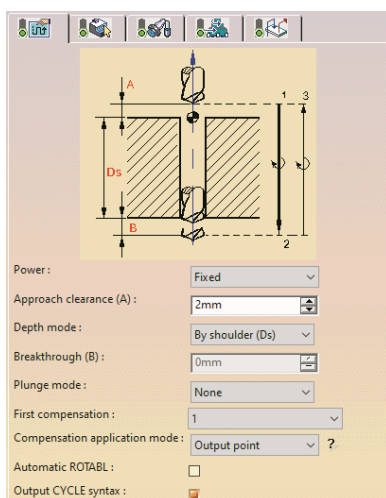 A
1
3
Ds
B
2
Power :
Fixed
Approach clearance (A) :
2mm
Depth mode :
By shoulder (Ds)
Breakthrough (B) :
0mm
Plunge mode :
None
First compensation :
1
Compensation application mode :
Output point
?
Automatic ROTABL :
Output CYCLE syntax :